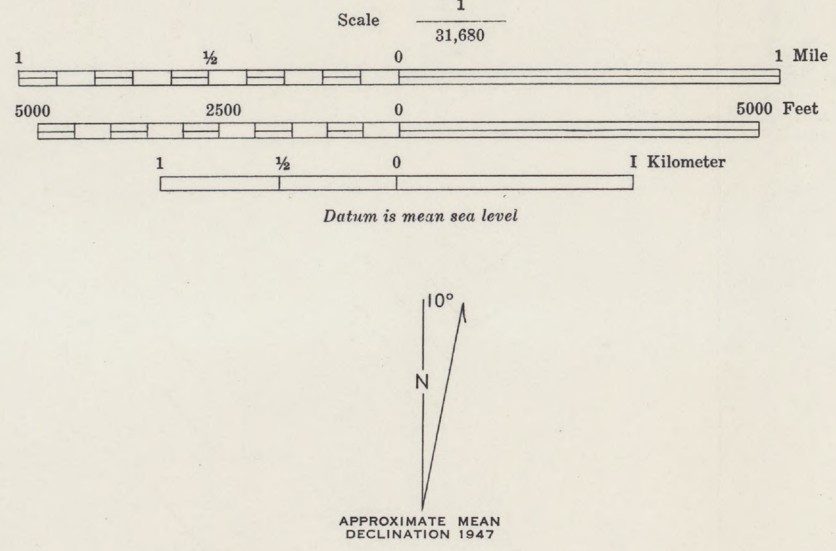 Scale 1
31,680
1 ½ 0 1 Mile
5000 2500 0 5000 Feet
1 ½ 0 I Kilometer
Datum is mean sea level
10°
N
APPROXIMATE MEAN
DECLINATION 1947